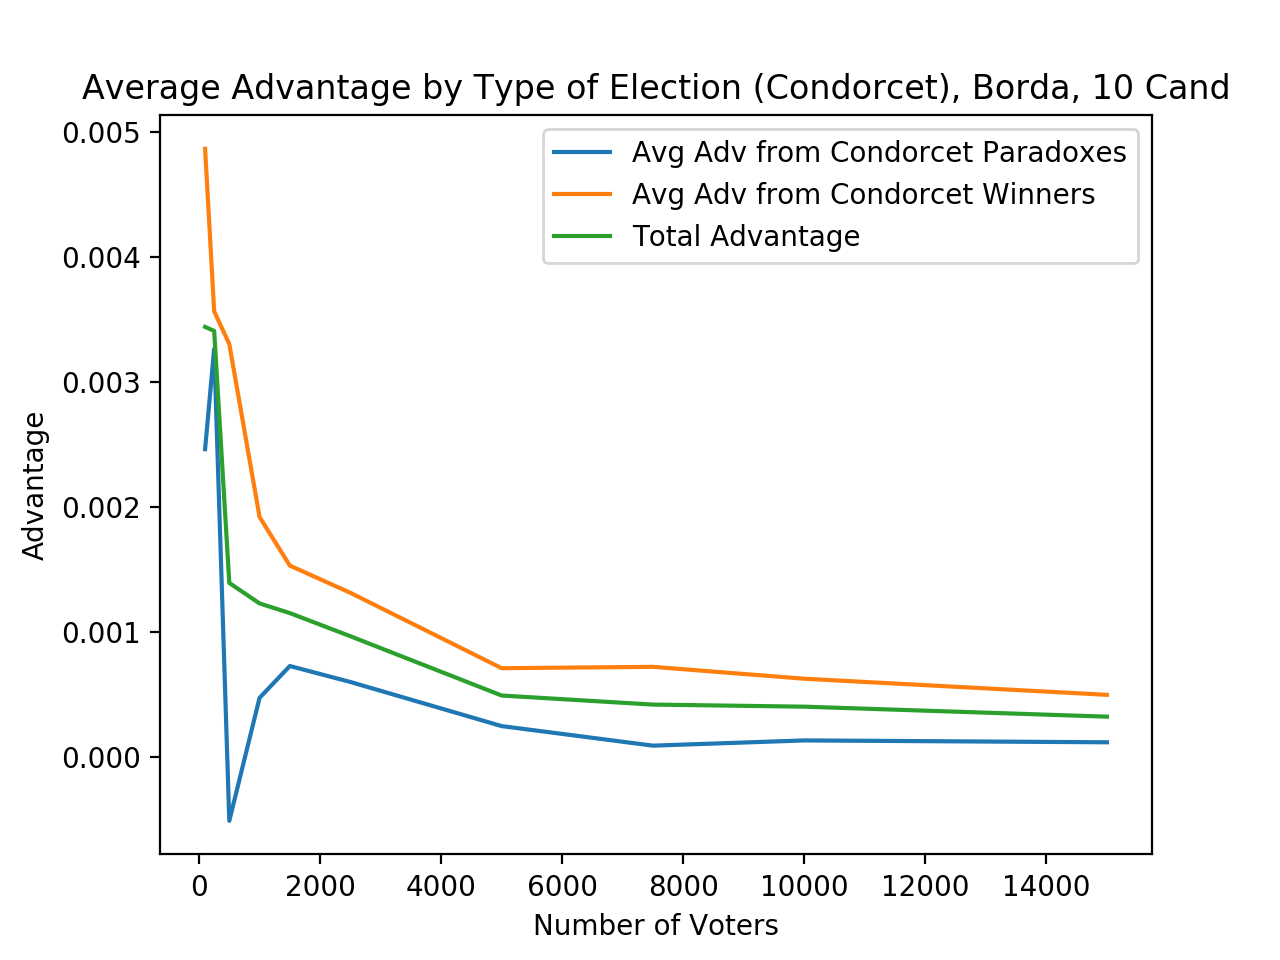 Average Advantage by Type of Election (Condorcet), Borda, 10 Cand
Avg Adv from Condorcet Paradoxes
Avg Adv from Condorcet Winners
Total Advantage
0.005
0.004
0.003
0.002
0.001
0.000
Advantage
0 2000 4000 6000 8000 10000 12000 14000
Number of Voters